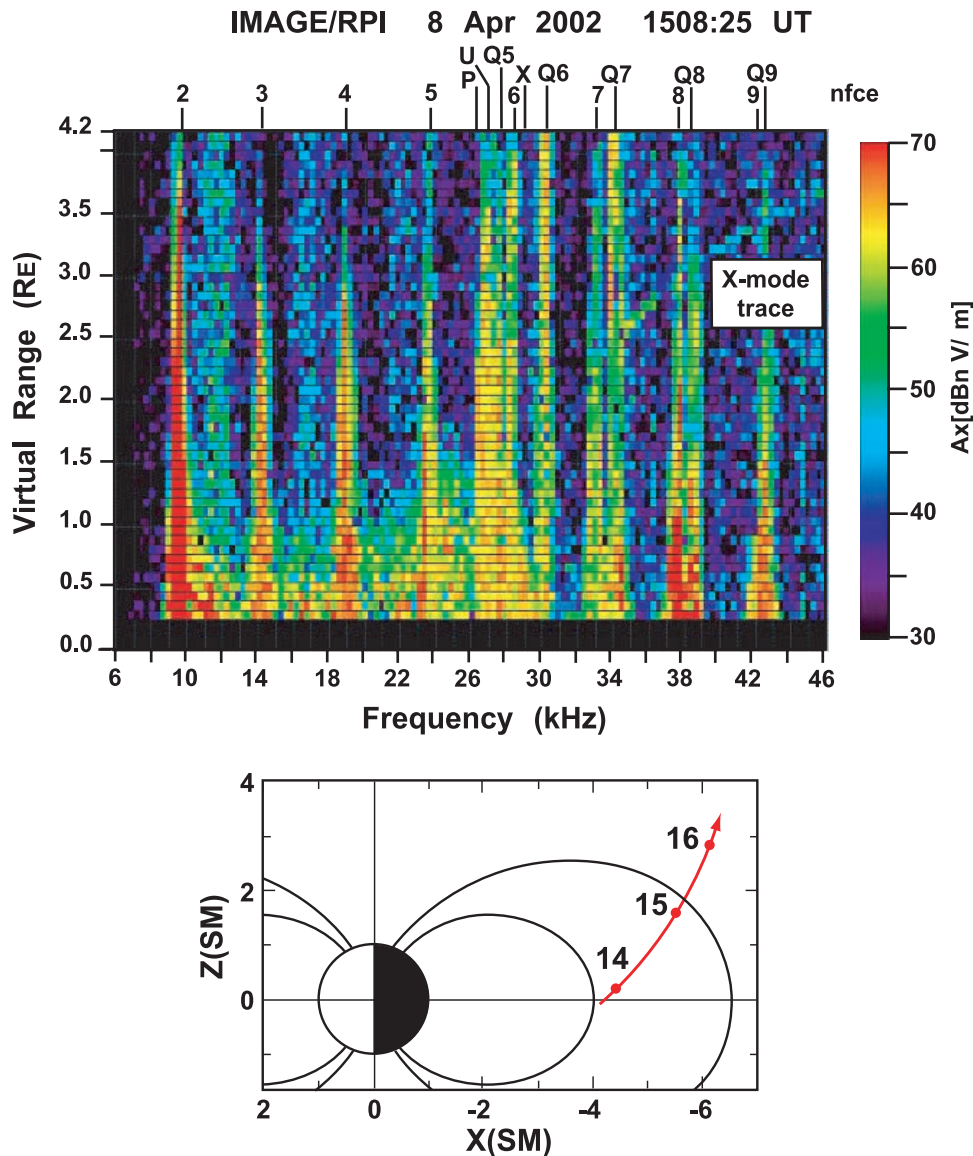 IMAGE/RPI 8 Apr 2002 1508:25 UT
U Q5
P X Q6 Q7 Q8 Q9
2 3 4 5 6 7 8 9 nfce
4.2
3.5
3.0
2.5
2.0
1.5
1.0
0.5
0.0
Virtual Range (RE)
X-mode
trace
70
60
50
40
30
Ax[dBnV/ m]
6 10 14 18 22 26 30 34 38 42 46
Frequency (kHz)
4
2
0
Z(SM)
16
15
14
2 0 -2 -4 -6
X(SM)